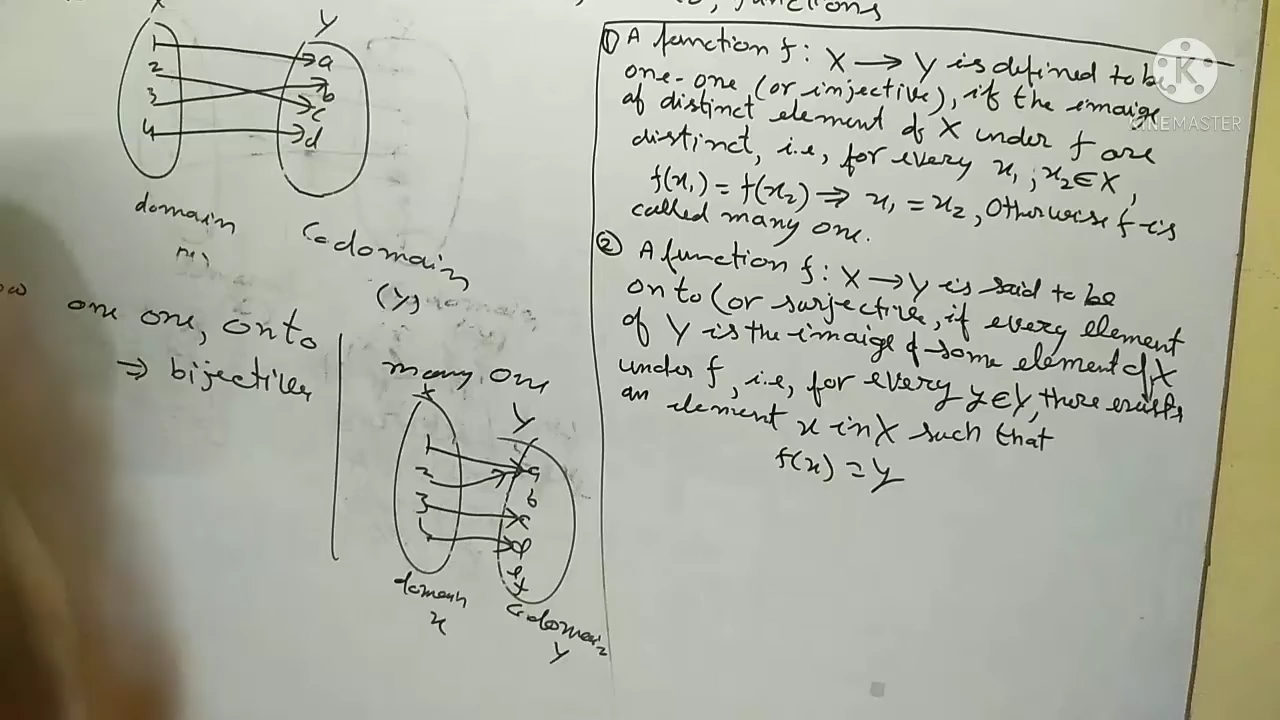 functions
X
Y
1
2
3
4
a
b
c
d
domain
Codomain
(Y)
one one, onto
⇒ bijective
many one
X
Y
1
2
3
a
b
c
d
e
domain
x
Codomain
Y
① A function f: X → Y is defined to be
one-one (or injective), if the imaige
of distinct element of X under f are
distinct, i.e, for every x₁, x₂ ∈ X,
f(x₁) = f(x₂) ⇒ x₁ = x₂, Otherwise f is
called many one.
② A function f: X → Y is said to be
onto (or surjective, if every element
of Y is the imaige of some element of X
under f, i.e, for every y ∈ Y, there exists
an element x in X such that
f(x) = y
KINEMASTER